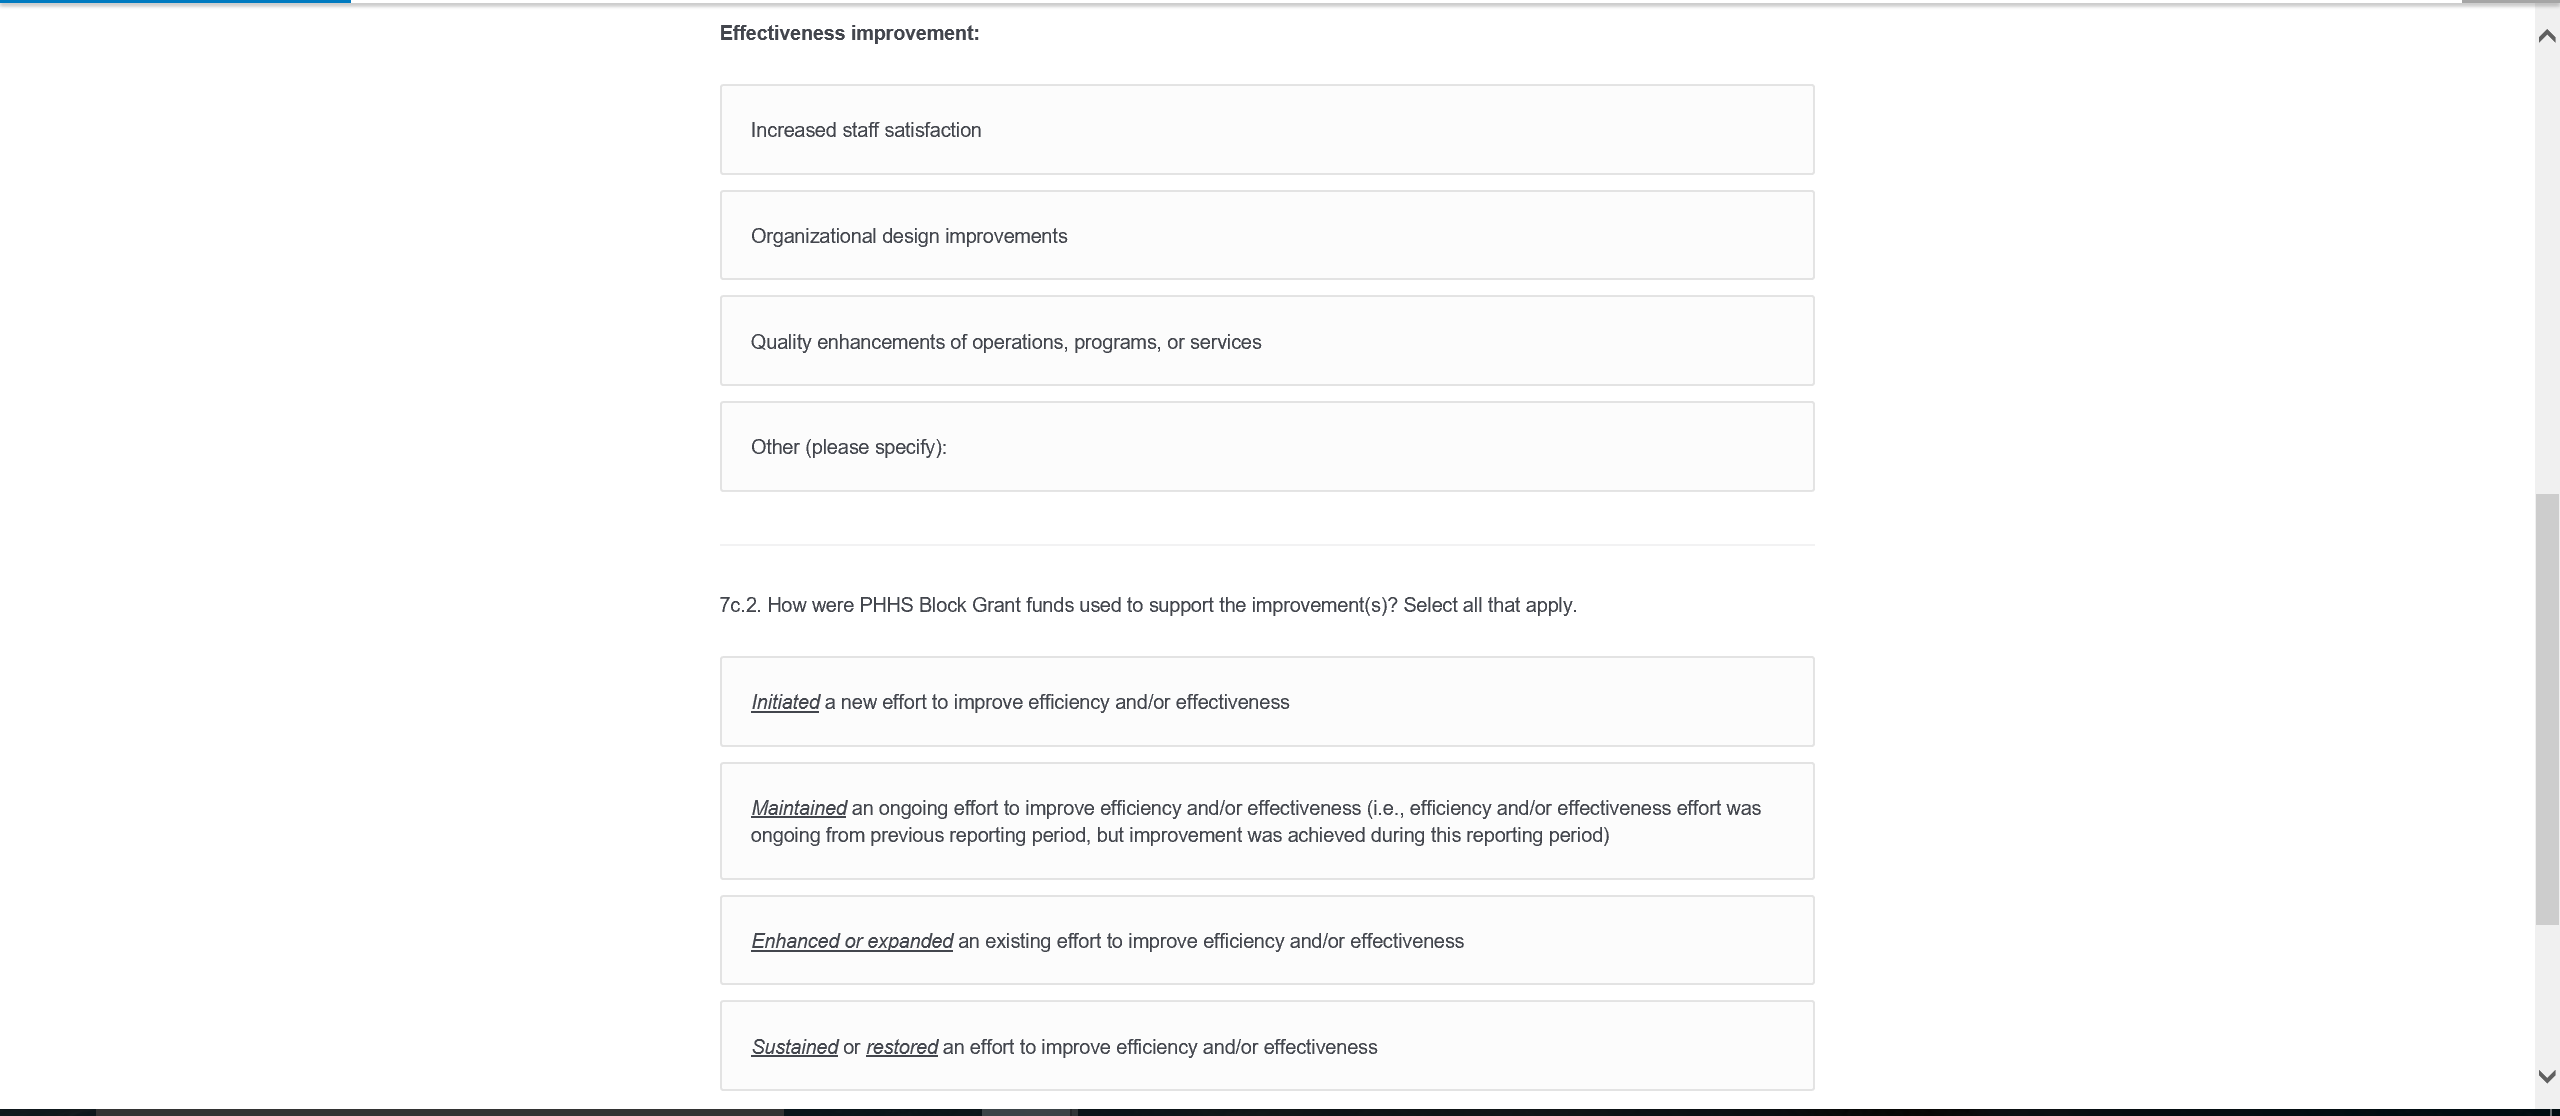 Effectiveness improvement:
Increased staff satisfaction
Organizational design improvements
Quality enhancements of operations, programs, or services
Other (please specify):
7c.2. How were PHHS Block Grant funds used to support the improvement(s)? Select all that apply.
Initiated a new effort to improve efficiency and/or effectiveness
Maintained an ongoing effort to improve efficiency and/or effectiveness (i.e., efficiency and/or effectiveness effort was
ongoing from previous reporting period, but improvement was achieved during this reporting period)
Enhanced or expanded an existing effort to improve efficiency and/or effectiveness
Sustained or restored an effort to improve efficiency and/or effectiveness